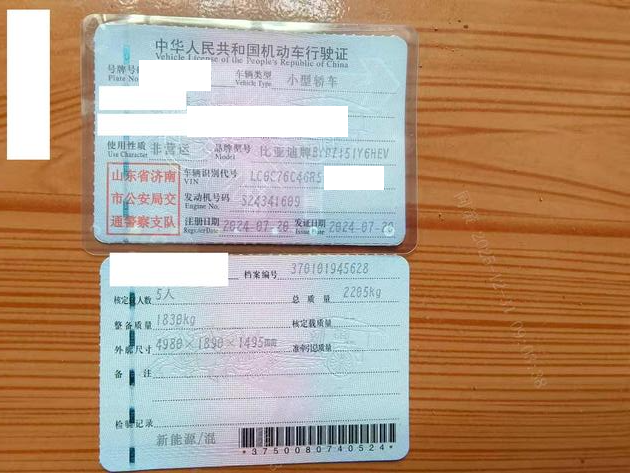 中华人民共和国机动车行驶证
Vehicle License of the People's Republic of China
号牌号
Plate No
车辆类型 小型轿车
Vehicle Type
使用性质 非营运
Use Character
品牌型号 比亚迪牌BYD7151Y6HEV
Model
山东省济南
市公安局交
通警察支队
车辆识别代号 LC0C76C46R5
VIN
发动机号码 S24341609
Engine No.
注册日期 2024-07-20
Register Date
发证日期 2024-07-20
Issue Date
档案编号 370101945628
核定载人数 5人
总质量 2205kg
整备质量 1830kg
核定载质量
外廓尺寸 4980×1890×1495mm
准牵引总质量
备 注
检验记录
新能源/混
*3750080740524*